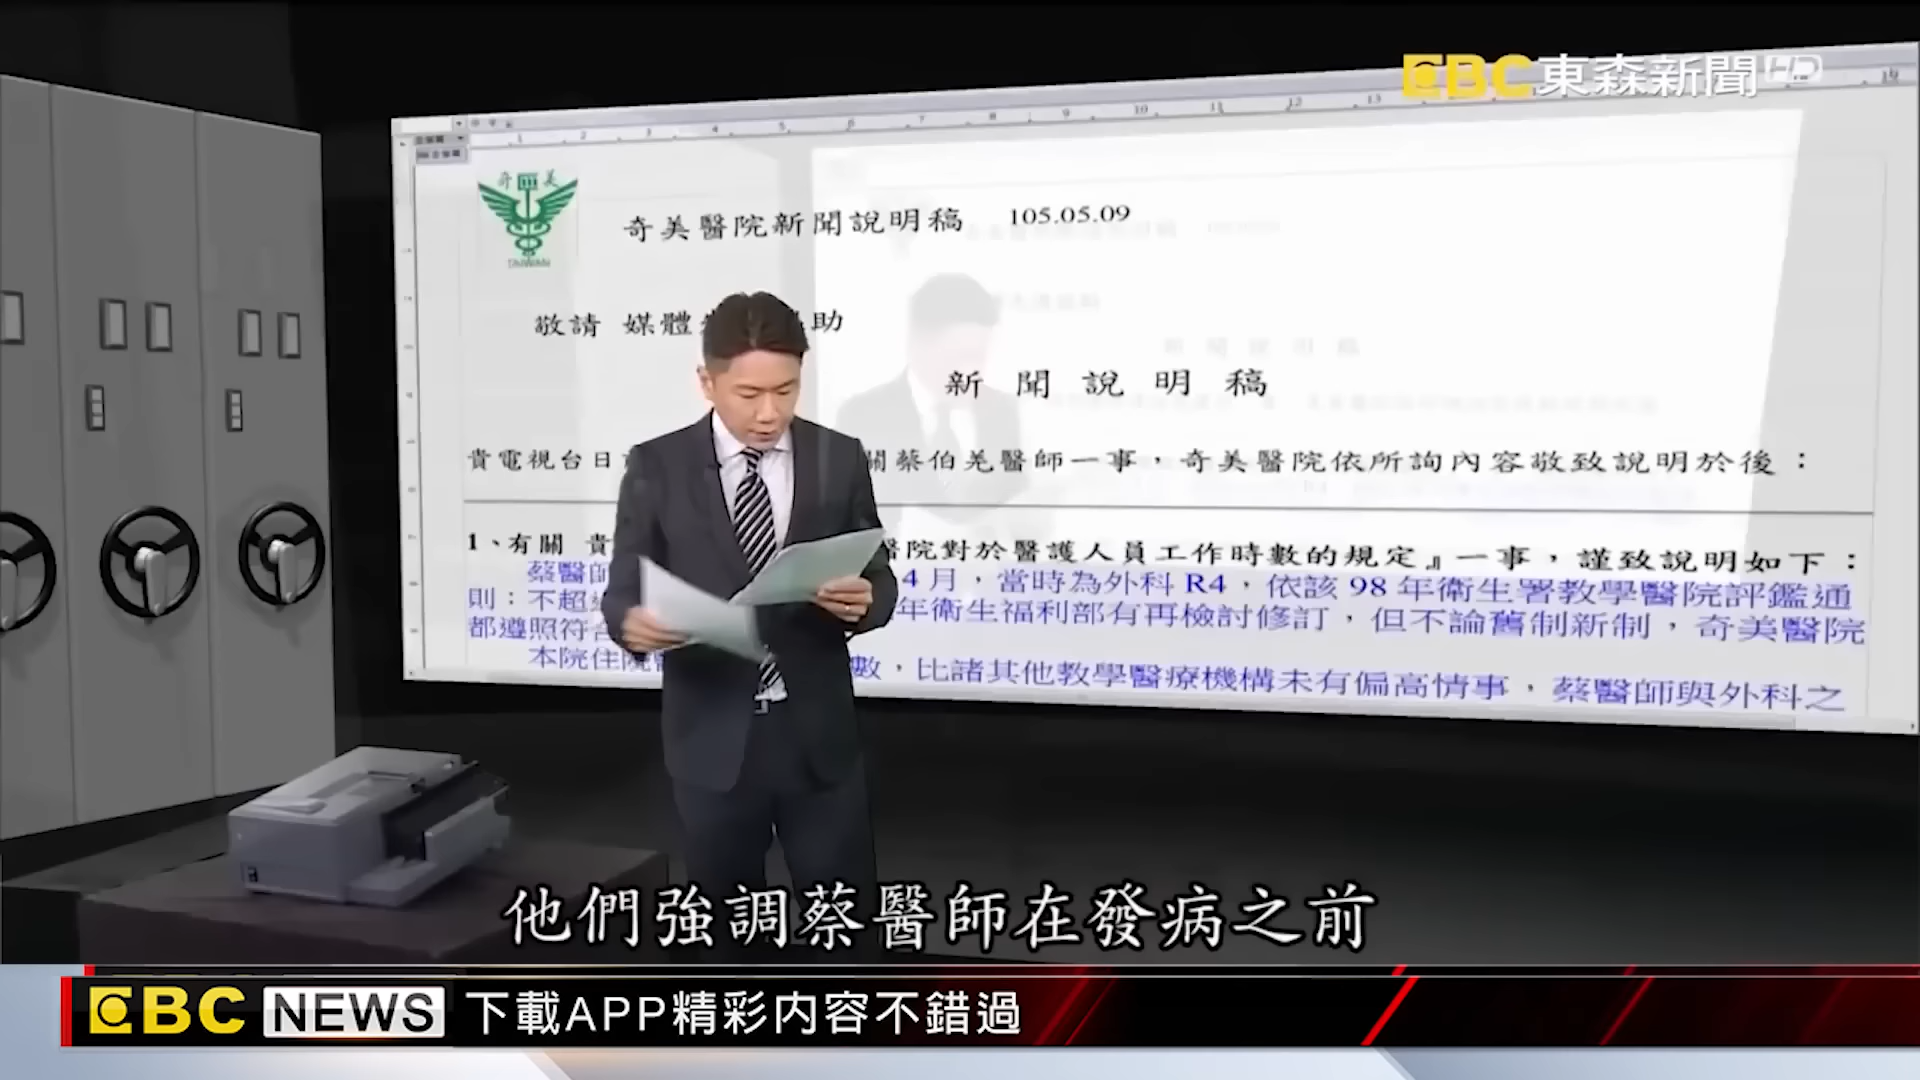 EBC東森新聞HD
奇美
TAIWAN
奇美醫院新聞說明稿 105.05.09
敬請 媒體 助
新聞說明稿
貴電視台日 關蔡伯羌醫師一事，奇美醫院依所詢內容敬致說明於後：
1、有關 貴 醫院對於醫護人員工作時數的規定』一事，謹致說明如下：
蔡醫師 4月，當時為外科R4，依該98年衛生署教學醫院評鑑通
則：不超 年衛生福利部有再檢討修訂，但不論舊制新制，奇美醫院
都遵照符合
本院住院醫 數，比諸其他教學醫療機構未有偏高情事，蔡醫師與外科之
他們強調蔡醫師在發病之前
EBC NEWS 下載APP精彩內容不錯過